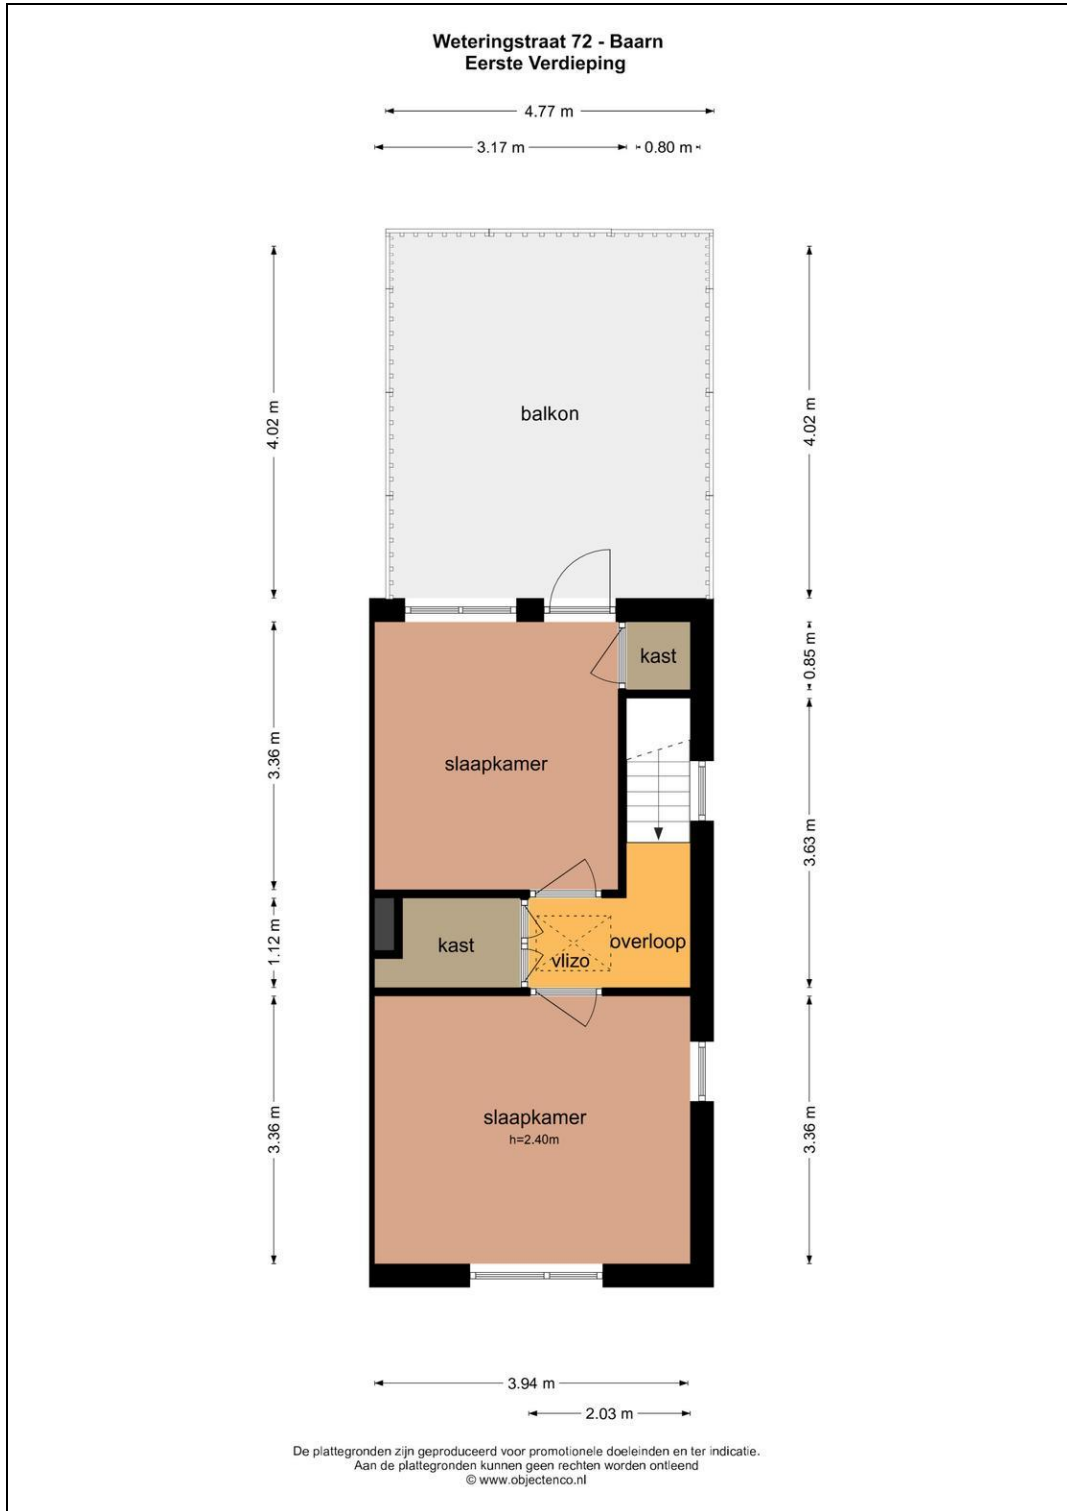 Weteringstraat 72 - Baarn
Eerste Verdieping
4.77 m
3.17 m
0.80 m
4.02 m
balkon
4.02 m
kast
0.85 m
3.36 m
slaapkamer
3.63 m
1.12 m
kast
vlizo
overloop
3.36 m
slaapkamer
h=2.40m
3.36 m
3.94 m
2.03 m
De plattegronden zijn geproduceerd voor promotionele doeleinden en ter indicatie.
Aan de plattegronden kunnen geen rechten worden ontleend
© www.objectenco.nl